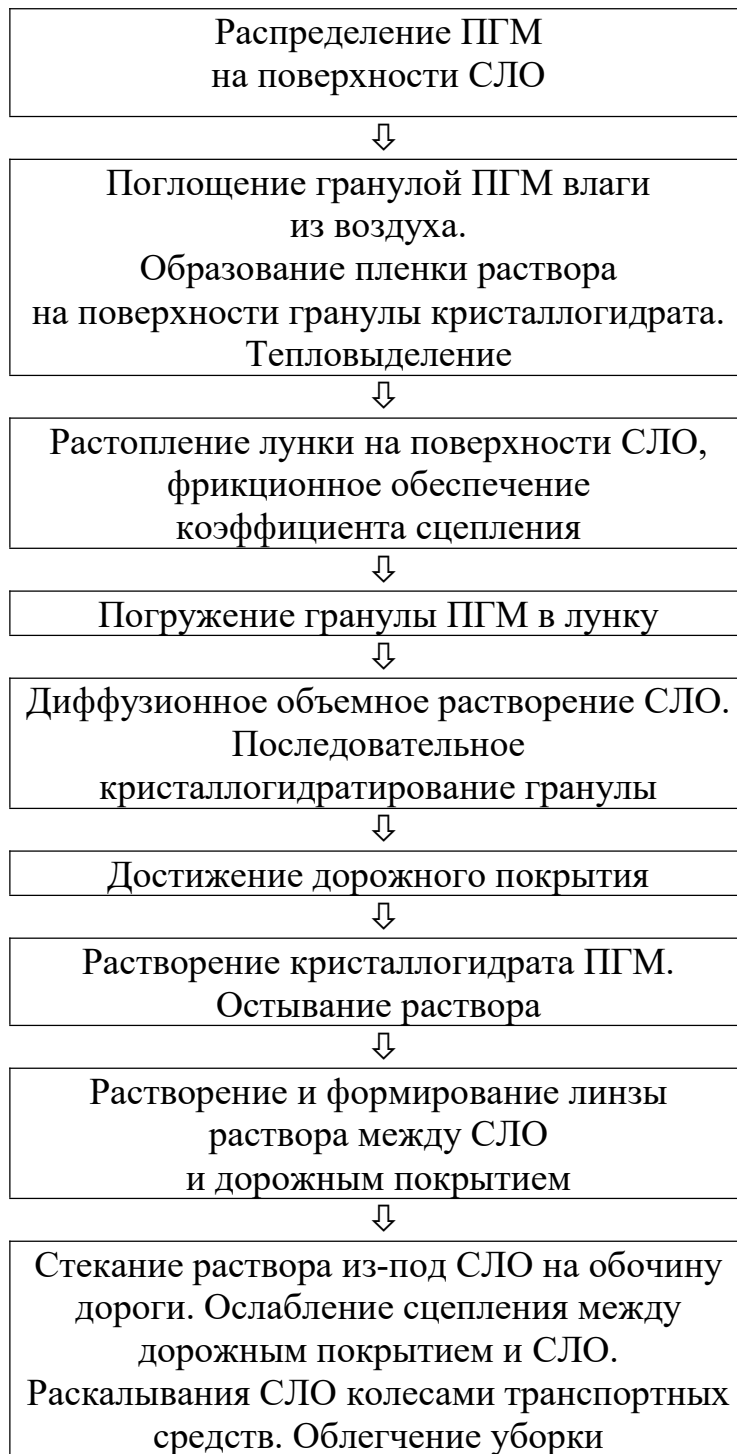 Распределение ПГМ
на поверхности СЛО
⇩
Поглощение гранулой ПГМ влаги
из воздуха.
Образование пленки раствора
на поверхности гранулы кристаллогидрата.
Тепловыделение
⇩
Растопление лунки на поверхности СЛО,
фрикционное обеспечение
коэффициента сцепления
⇩
Погружение гранулы ПГМ в лунку
⇩
Диффузионное объемное растворение СЛО.
Последовательное
кристаллогидратирование гранулы
⇩
Достижение дорожного покрытия
⇩
Растворение кристаллогидрата ПГМ.
Остывание раствора
⇩
Растворение и формирование линзы
раствора между СЛО
и дорожным покрытием
⇩
Стекание раствора из-под СЛО на обочину
дороги. Ослабление сцепления между
дорожным покрытием и СЛО.
Раскалывания СЛО колесами транспортных
средств. Облегчение уборки